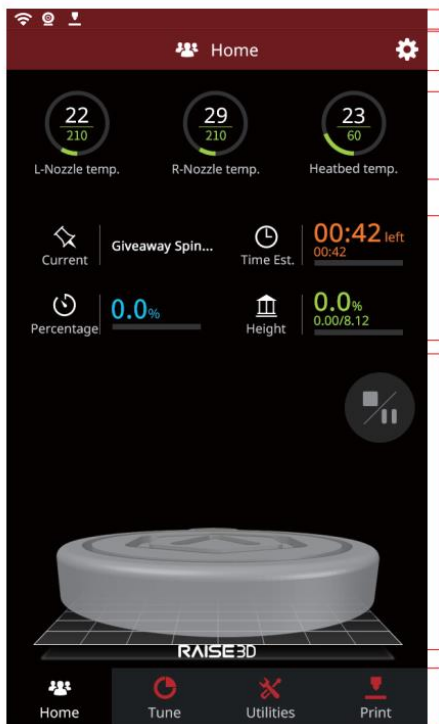 Home
22
210
L-Nozzle temp.
29
210
R-Nozzle temp.
23
60
Heatbed temp.
Current
Giveaway Spin...
Time Est.
00:42 left
00:42
Percentage
0.0%
Height
0.0%
0.00/8.12
RAISE3D
Home
Tune
Utilities
Print